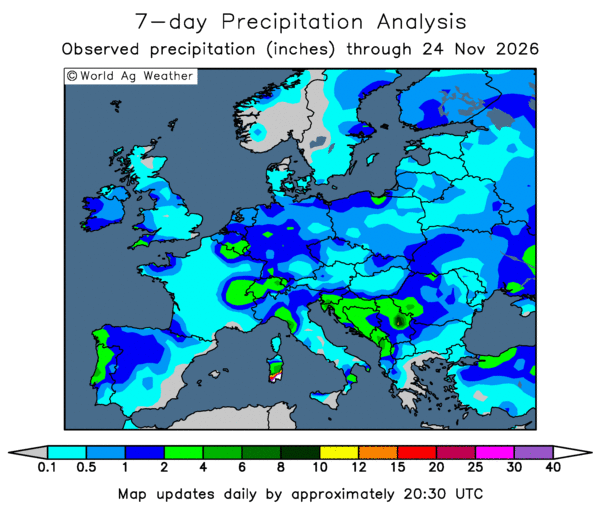 7-day Precipitation Analysis
Observed precipitation (inches) through 24 Nov 2026
© World Ag Weather
0.1 0.5 1 2 4 6 8 10 12 15 20 25 30 40
Map updates daily by approximately 20:30 UTC